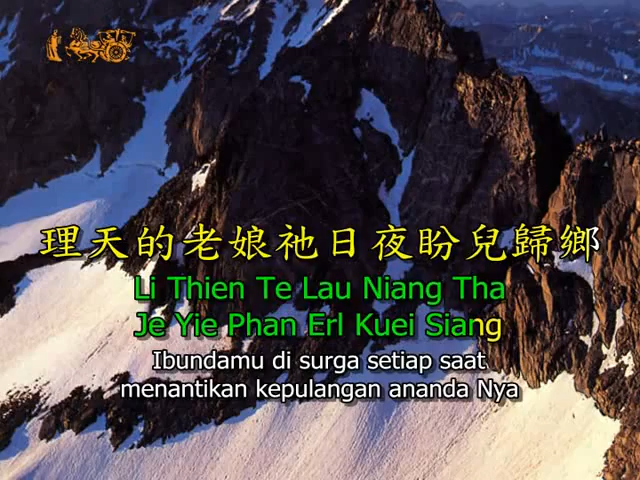 理天的老娘祂日夜盼兒歸鄉
Li Thien Te Lau Niang Tha
Je Yie Phan Erl Kuei Siang
Ibundamu di surga setiap saat
menantikan kepulangan ananda Nya